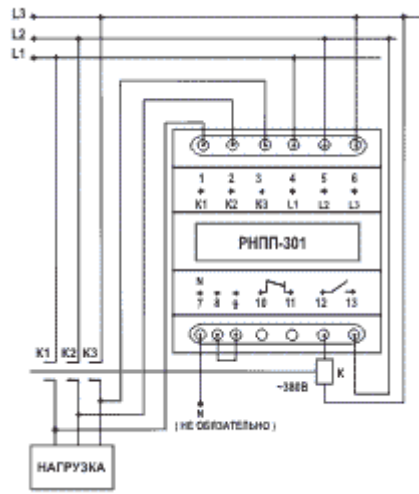 L3
L2
L1
1 2 3 4 5 6
K1 K2 K3 L1 L2 L3
РНПП-301
N
7 8 9 10 11 12 13
K1 K2 K3
K
~380В
N
( НЕ ОБЯЗАТЕЛЬНО )
НАГРУЗКА